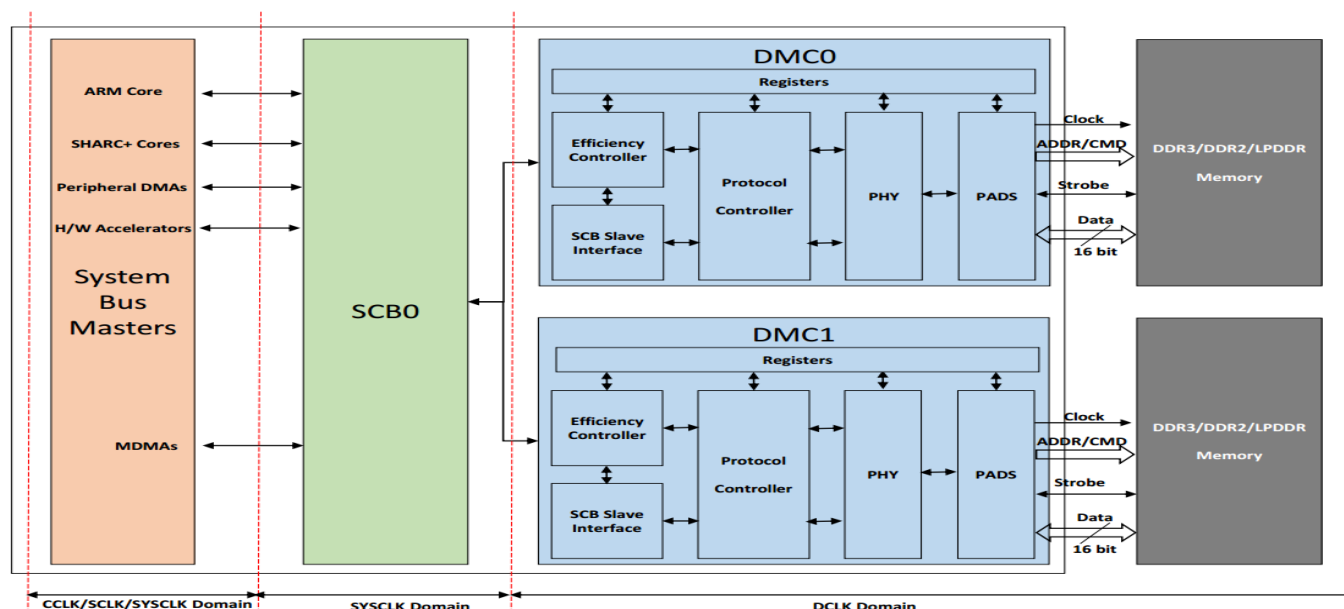 ARM Core
SHARC+ Cores
Peripheral DMAs
H/W Accelerators
System
Bus
Masters
MDMAs
SCB0
DMC0
Registers
Efficiency
Controller
SCB Slave
Interface
Protocol
Controller
PHY
PADS
Clock
ADDR/CMD
Strobe
Data
16 bit
DDR3/DDR2/LPDDR
Memory
DMC1
Registers
Efficiency
Controller
SCB Slave
Interface
Protocol
Controller
PHY
PADS
Clock
ADDR/CMD
Strobe
Data
16 bit
DDR3/DDR2/LPDDR
Memory
CCLK/SCLK/SYSCLK Domain
SYSCLK Domain
DCLK Domain